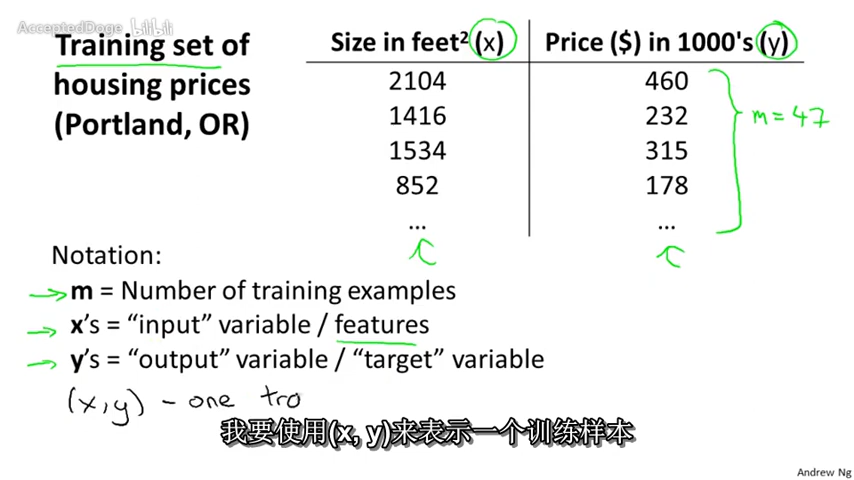 AcceptedDoge bilibili
Training set of
housing prices
(Portland, OR)
Size in feet² (x) Price ($) in 1000's (y)
2104 460
1416 232
1534 315
852 178
... ...
m = 47
Notation:
m = Number of training examples
x's = "input" variable / features
y's = "output" variable / "target" variable
(x,y) - one tra
我要使用(x, y)来表示一个训练样本
Andrew Ng